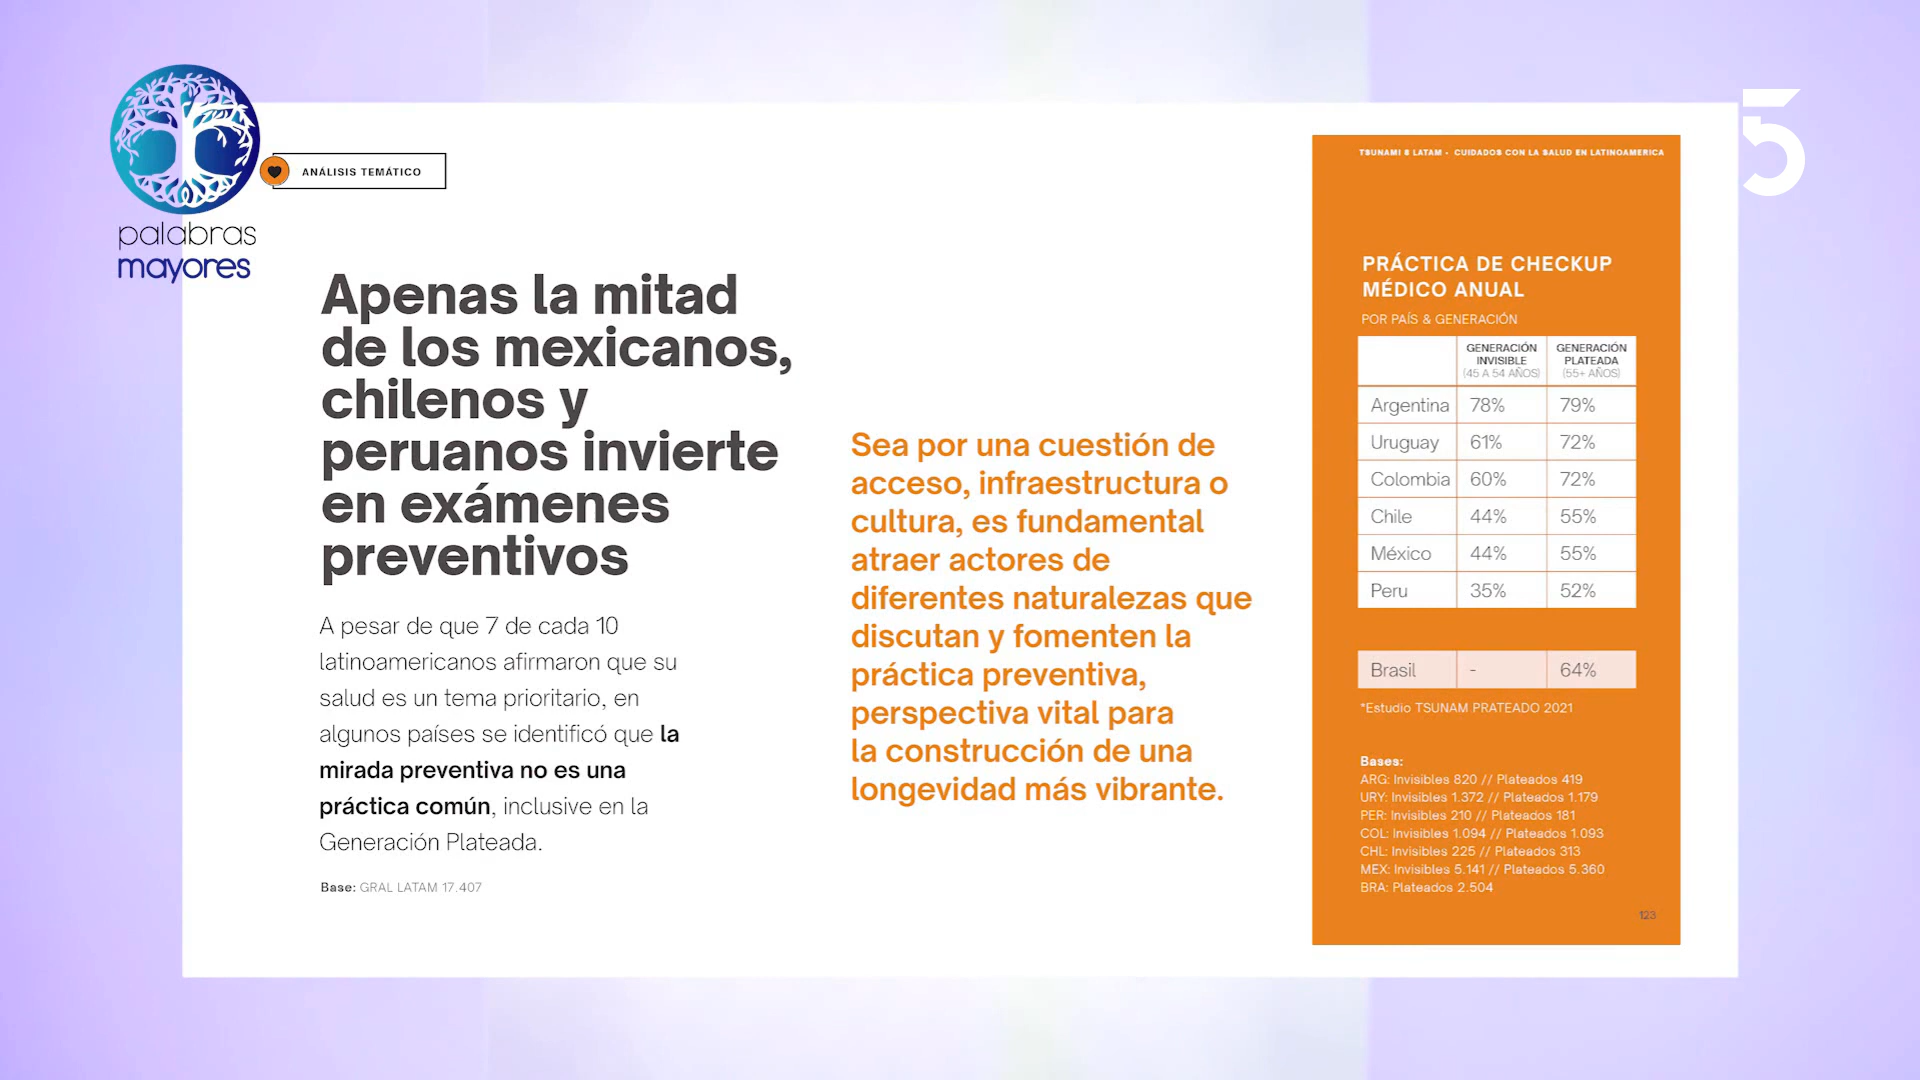 palabras
mayores
5
ANÁLISIS TEMÁTICO
Apenas la mitad
de los mexicanos,
chilenos y
peruanos invierte
en exámenes
preventivos
A pesar de que 7 de cada 10
latinoamericanos afirmaron que su
salud es un tema prioritario, en
algunos países se identificó que la
mirada preventiva no es una
práctica común, inclusive en la
Generación Plateada.
Base: GRAL LATAM 17.407
Sea por una cuestión de
acceso, infraestructura o
cultura, es fundamental
atraer actores de
diferentes naturalezas que
discutan y fomenten la
práctica preventiva,
perspectiva vital para
la construcción de una
longevidad más vibrante.
TSUNAMI 8 LATAM - CUIDADOS CON LA SALUD EN LATINOAMERICA
PRÁCTICA DE CHECKUP
MÉDICO ANUAL
POR PAÍS & GENERACIÓN
GENERACIÓN INVISIBLE (45 A 54 AÑOS) GENERACIÓN PLATEADA (55+ AÑOS)
Argentina 78% 79%
Uruguay 61% 72%
Colombia 60% 72%
Chile 44% 55%
México 44% 55%
Peru 35% 52%
Brasil - 64%
*Estudio TSUNAM PRATEADO 2021
Bases:
ARG: Invisibles 820 // Plateados 419
URY: Invisibles 1.372 // Plateados 1.179
PER: Invisibles 210 // Plateados 181
COL: Invisibles 1.094 // Plateados 1.093
CHL: Invisibles 225 // Plateados 313
MEX: Invisibles 5.141 // Plateados 5.360
BRA: Plateados 2.504
123